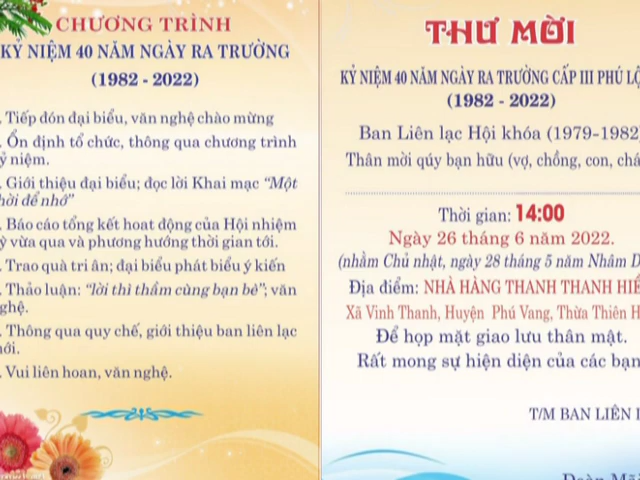 CHƯƠNG TRÌNH
KỶ NIỆM 40 NĂM NGÀY RA TRƯỜNG
(1982 - 2022)
. Tiếp đón đại biểu, văn nghệ chào mừng
. Ổn định tổ chức, thông qua chương trình
niệm.
. Giới thiệu đại biểu; đọc lời Khai mạc “Một
để nhớ”
. Báo cáo tổng kết hoat động của Hội nhiệm
vừa qua và phương hướng thời gian tới.
. Trao quà tri ân; đại biểu phát biểu ý kiến
. Thảo luận: “lời thì thầm cùng bạn bè”; văn
. Thông qua quy chế, giới thiệu ban liên lạc
. Vui liên hoan, văn nghệ.
THƯ MỜI
KỶ NIỆM 40 NĂM NGÀY RA TRƯỜNG CẤP III PHÚ
(1982 - 2022)
Ban Liên lạc Hội khóa (1979-1982)
Thân mời qúy bạn hữu (vợ, chồng, con,
Thời gian: 14:00
Ngày 26 tháng 6 năm 2022.
(nhằm Chủ nhật, ngày 28 tháng 5 năm Nhâm
Địa điểm: NHÀ HÀNG THANH THANH
Xã Vinh Thanh, Huyện Phú Vang, Thừa Thiên
Để họp mặt giao lưu thân mật.
Rất mong sự hiện diện của các bạn
T/M BAN LIÊN